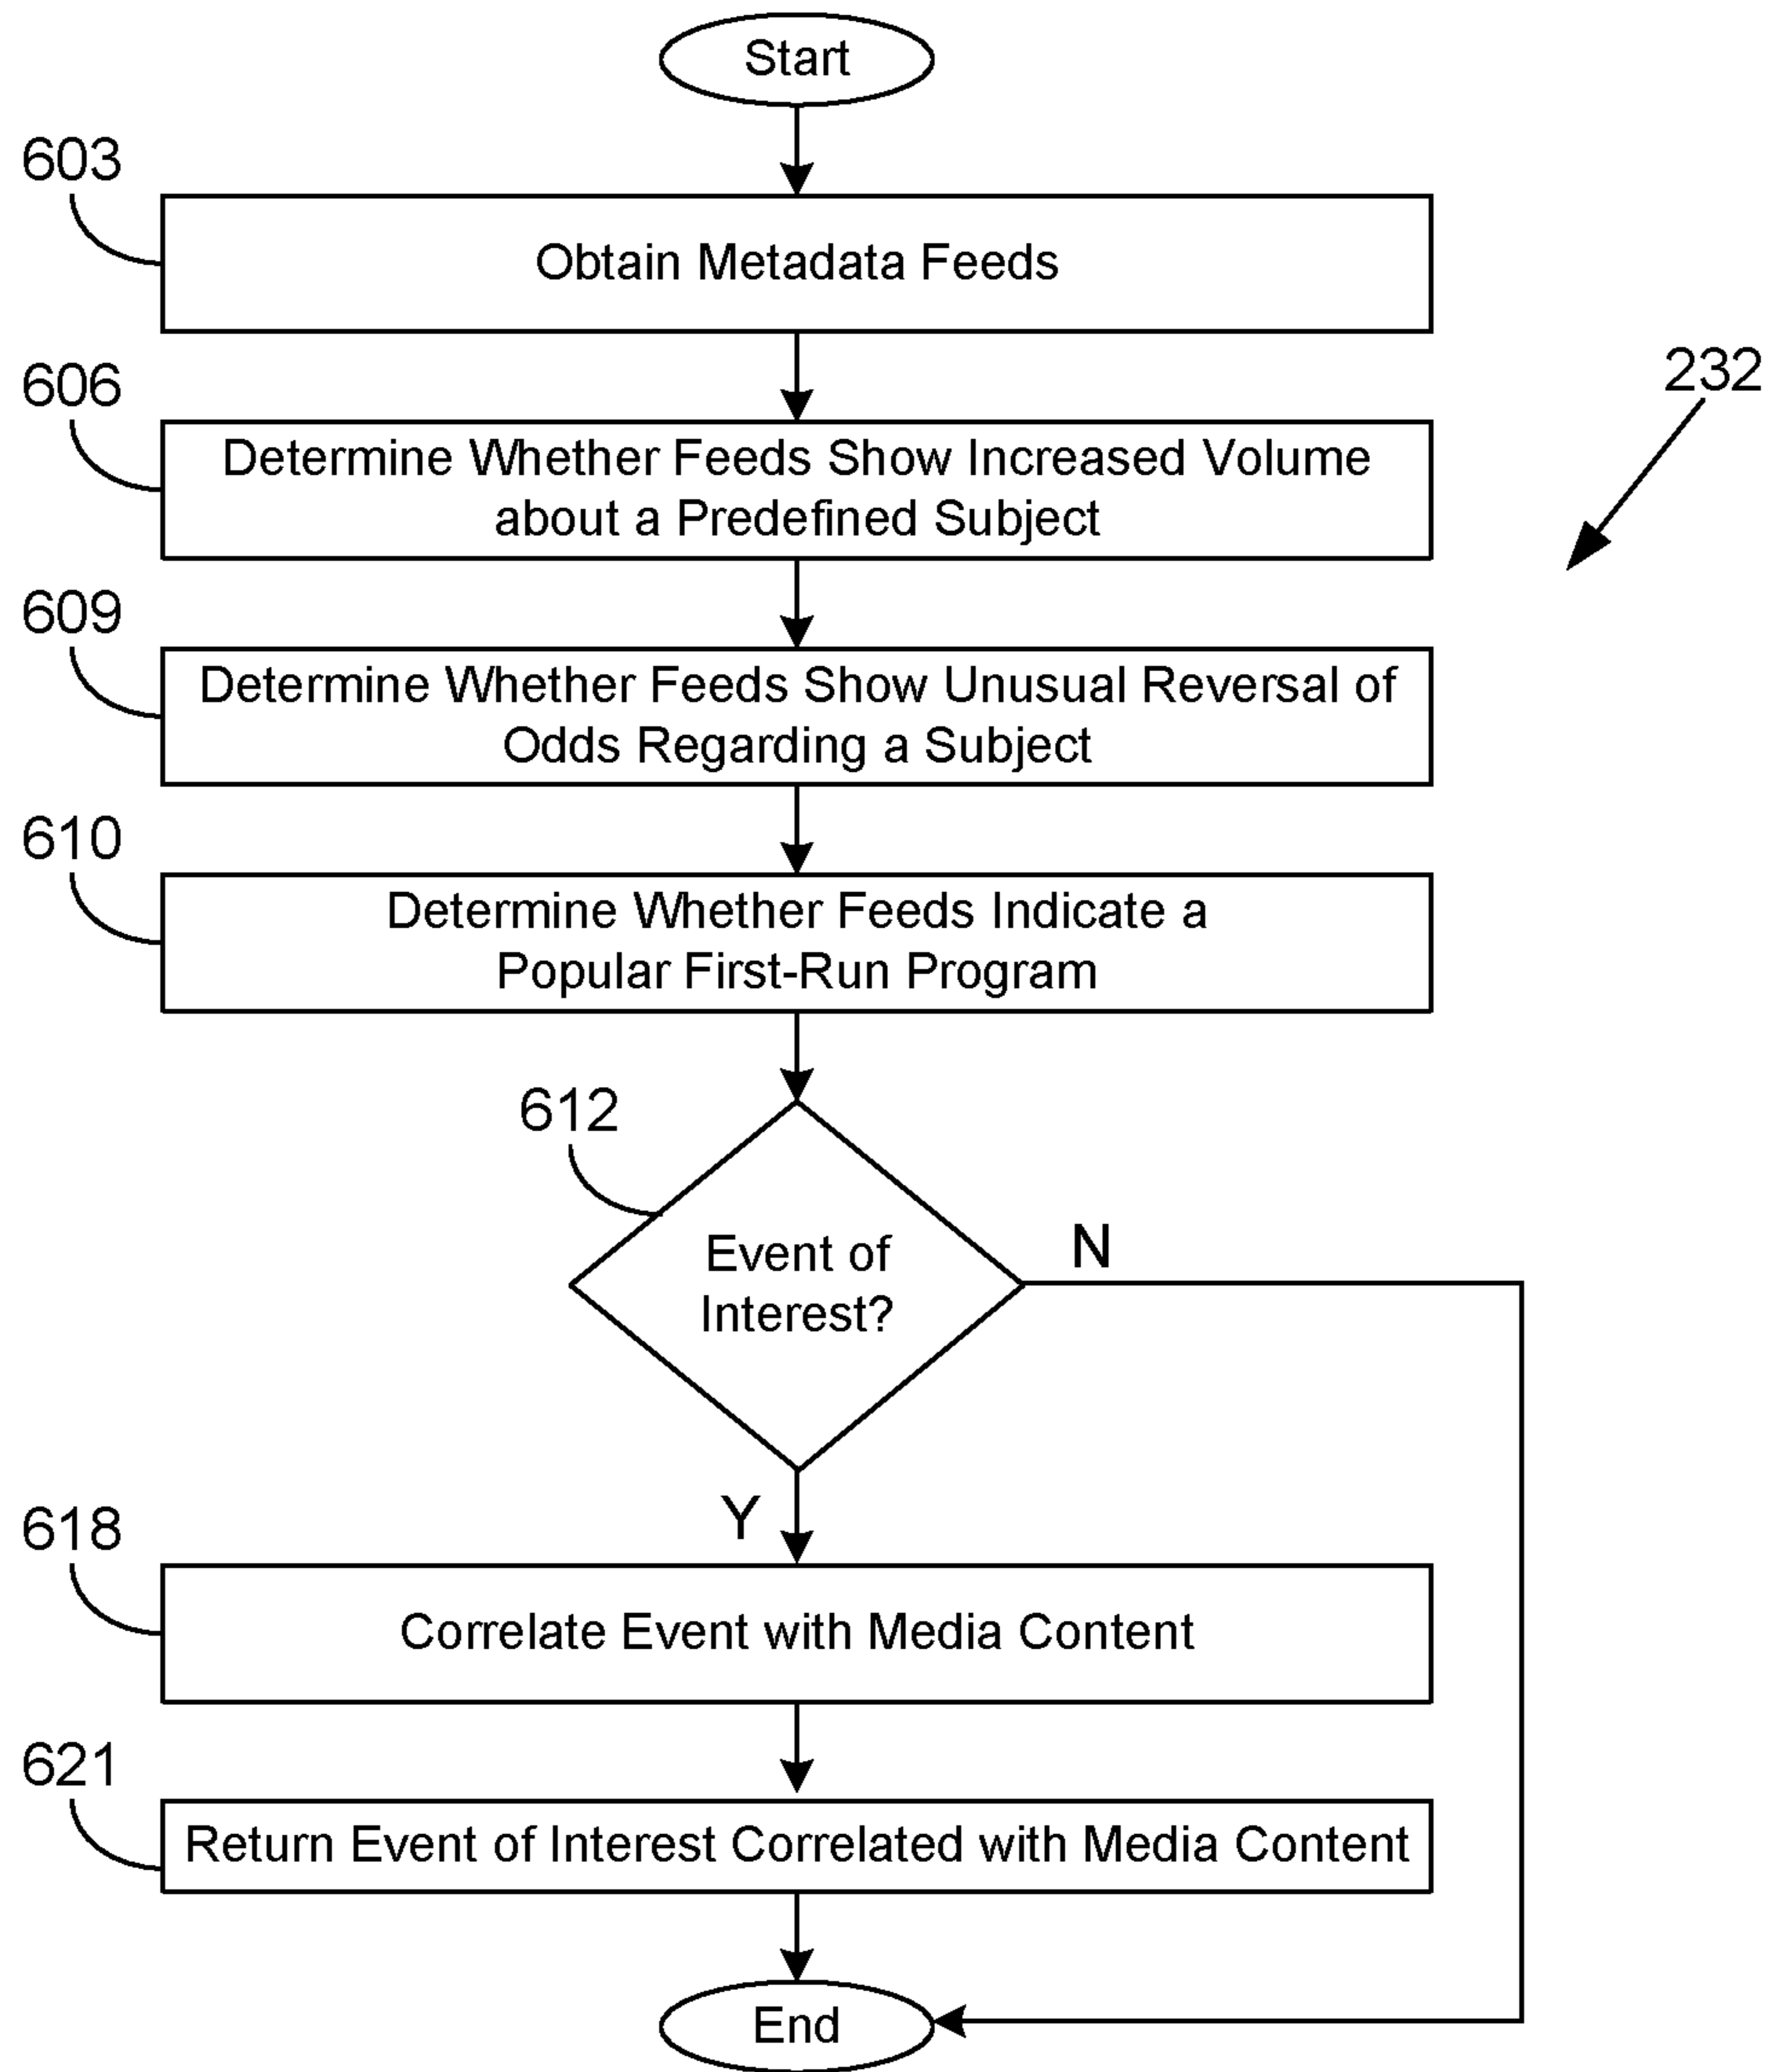 Start
603
Obtain Metadata Feeds
606
232
Determine Whether Feeds Show Increased Volume
about a Predefined Subject
609
Determine Whether Feeds Show Unusual Reversal of
Odds Regarding a Subject
610
Determine Whether Feeds Indicate a
Popular First-Run Program
612
Event of
Interest?
N
Y
618
Correlate Event with Media Content
621
Return Event of Interest Correlated with Media Content
End